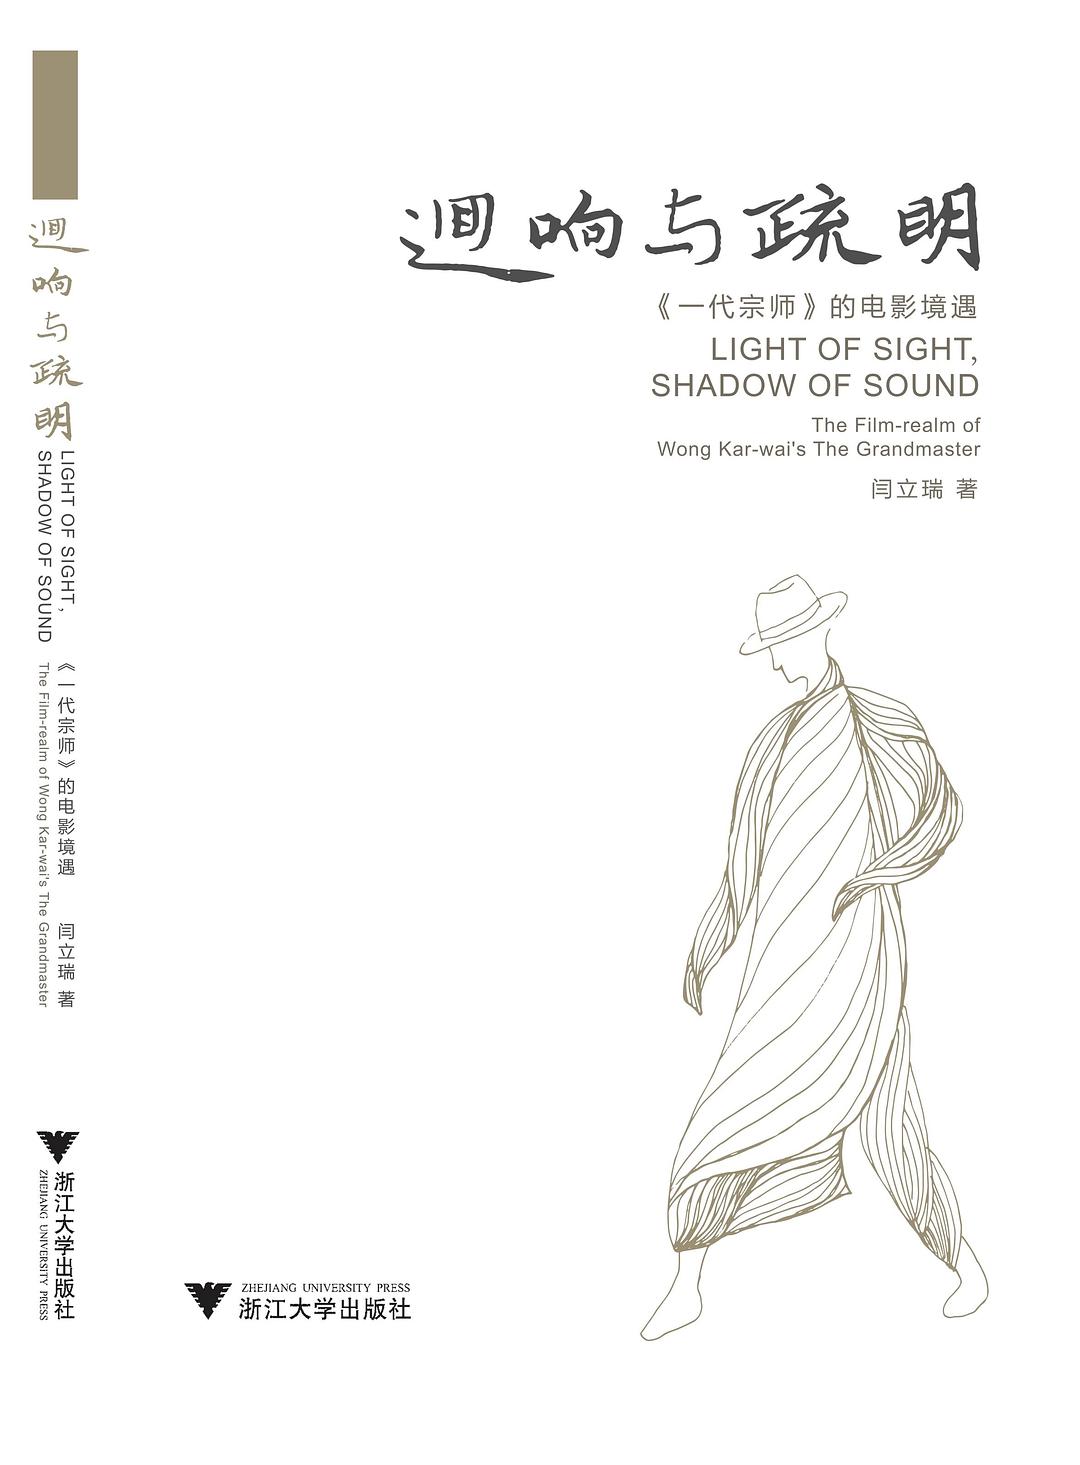 迴响与疏明
《一代宗师》的电影境遇
LIGHT OF SIGHT,
SHADOW OF SOUND
The Film-realm of
Wong Kar-wai's The Grandmaster
闫立瑞 著
ZHEJIANG UNIVERSITY PRESS
浙江大学出版社
迴响与疏明
LIGHT OF SIGHT,
SHADOW OF SOUND
《一代宗师》的电影境遇 闫立瑞 著
The Film-realm of Wong Kar-wai's The Grandmaster
浙江大学出版社
ZHEJIANG UNIVERSITY PRESS